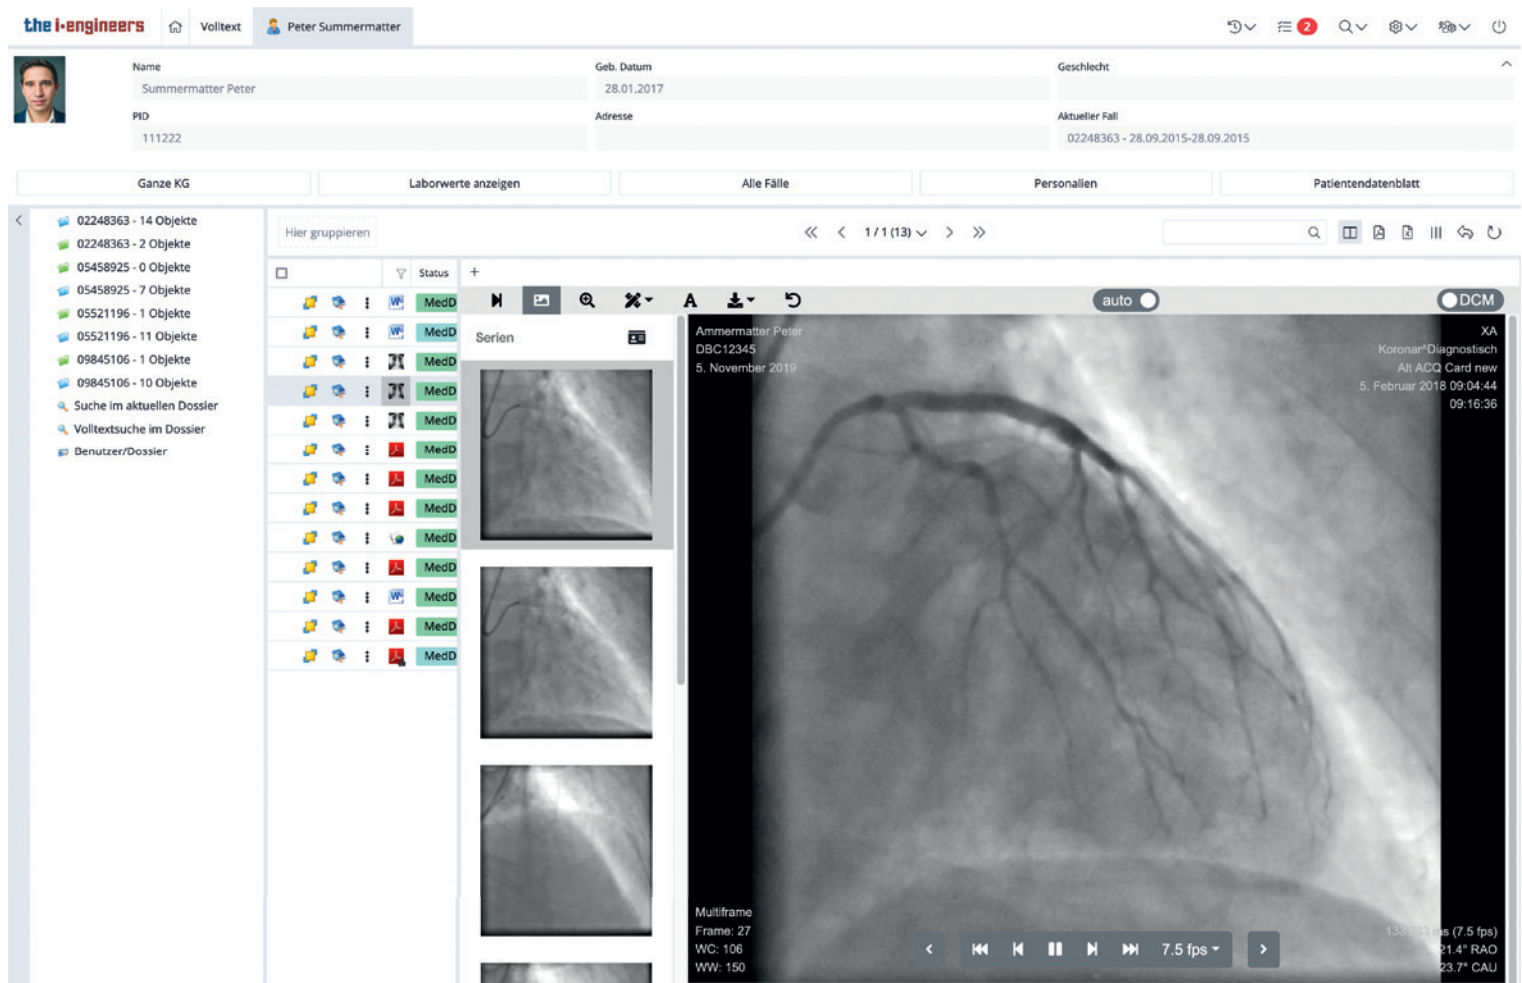 the i-engineers
Volltext
Peter Summermatter
2
Name
Geb. Datum
Geschlecht
Summermatter Peter
28.01.2017
PID
Adresse
Aktueller Fall
111222
02248363 - 28.09.2015-28.09.2015
Ganze KG
Laborwerte anzeigen
Alle Fälle
Personalien
Patientendatenblatt
02248363 - 14 Objekte
02248363 - 2 Objekte
05458925 - 0 Objekte
05458925 - 7 Objekte
05521196 - 1 Objekte
05521196 - 11 Objekte
09845106 - 1 Objekte
09845106 - 10 Objekte
Suche im aktuellen Dossier
Volltextsuche im Dossier
Benutzer/Dossier
Hier gruppieren
1 / 1 (13)
Status
MedD
MedD
MedD
MedD
MedD
MedD
MedD
MedD
MedD
MedD
MedD
MedD
MedD
A
auto
DCM
Serien
Ammermatter Peter
DBC12345
5. November 2019
XA
Koronar^Diagnostisch
Alt ACQ Card new
5. Februar 2018 09:04:44
09:16:36
Multiframe
Frame: 27
WC: 106
WW: 150
7.5 fps
ms (7.5 fps)
21.4° RAO
23.7° CAU